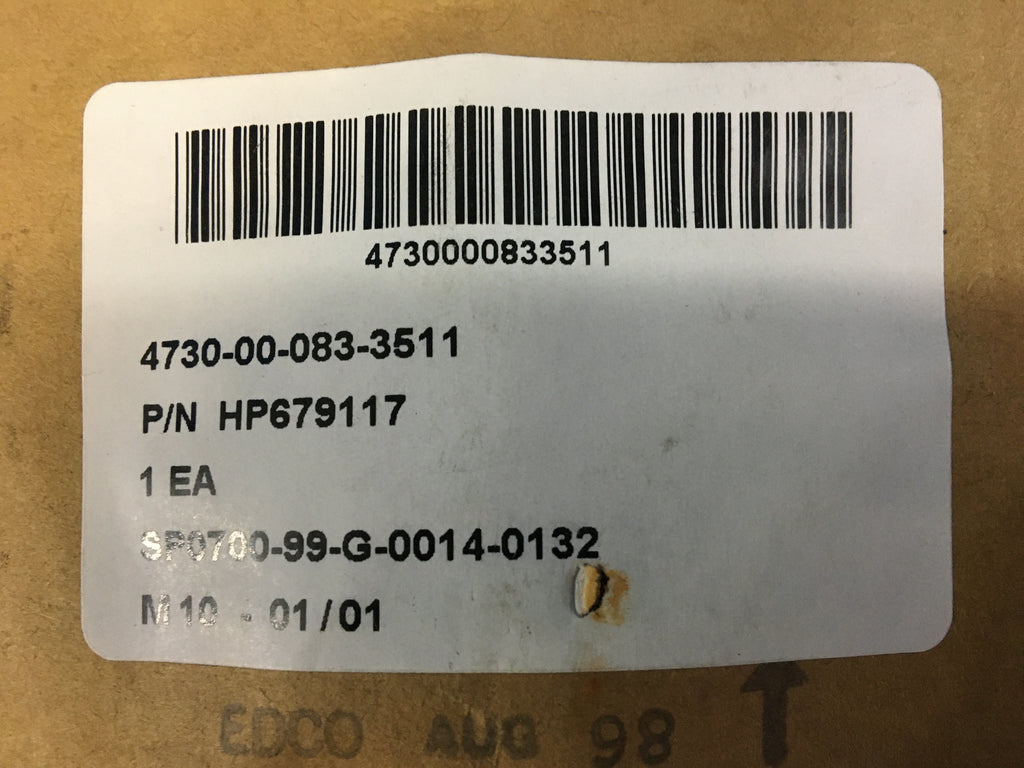 4730000833511
4730-00-083-3511
P/N HP679117
1 EA
SP0700-99-G-0014-0132
M10 - 01/01
EDCO AUG 98